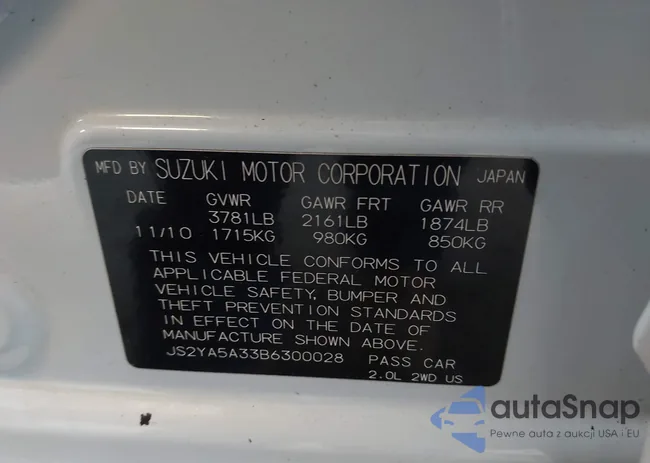 MFD BY SUZUKI MOTOR CORPORATION JAPAN
DATE GVWR GAWR FRT GAWR RR
3781LB 2161LB 1874LB
11/10 1715KG 980KG 850KG
THIS VEHICLE CONFORMS TO ALL
APPLICABLE FEDERAL MOTOR
VEHICLE SAFETY, BUMPER AND
THEFT PREVENTION STANDARDS
IN EFFECT ON THE DATE OF
MANUFACTURE SHOWN ABOVE.
JS2YA5A33B6300028 PASS CAR
2.0L 2WD US
autaSnap
Pewne auta z aukcji USA i EU